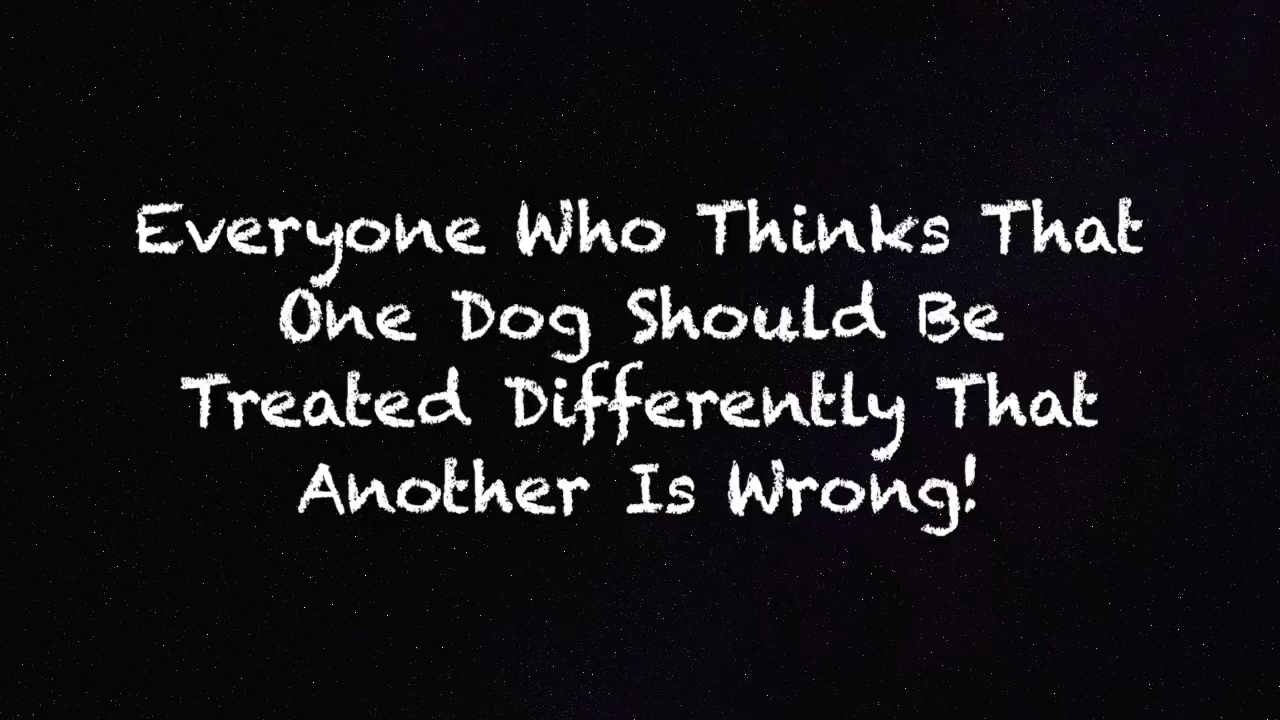 Everyone Who Thinks That
One Dog Should Be
Treated Differently That
Another Is Wrong!